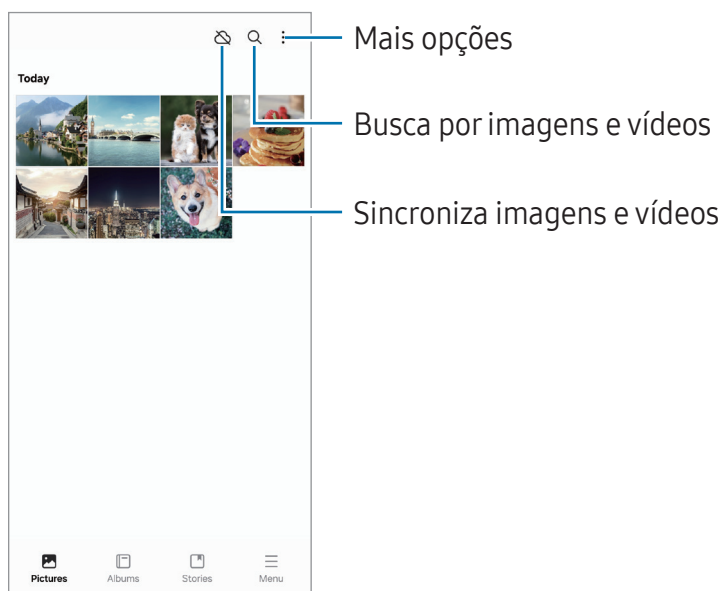 Mais opções
Today
Busca por imagens e vídeos
Sincroniza imagens e vídeos
Pictures
Albums
Stories
Menu